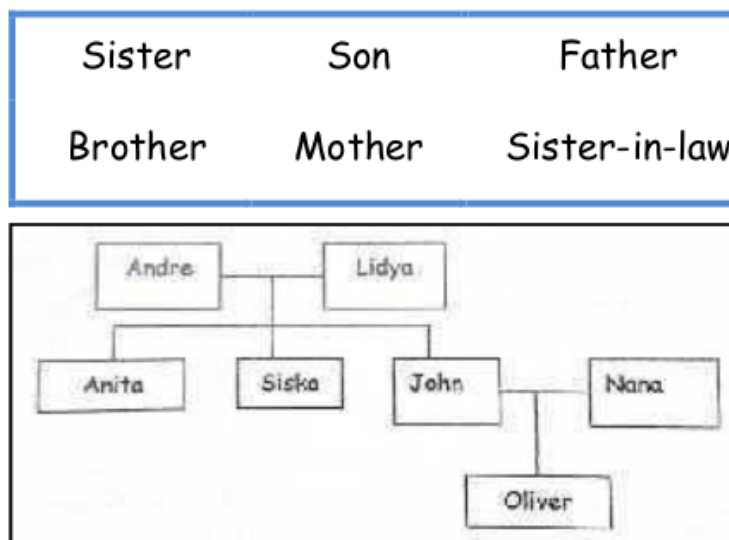 Sister Son Father
Brother Mother Sister-in-law
Andre Lidya
Anita Siska John Nana
Oliver